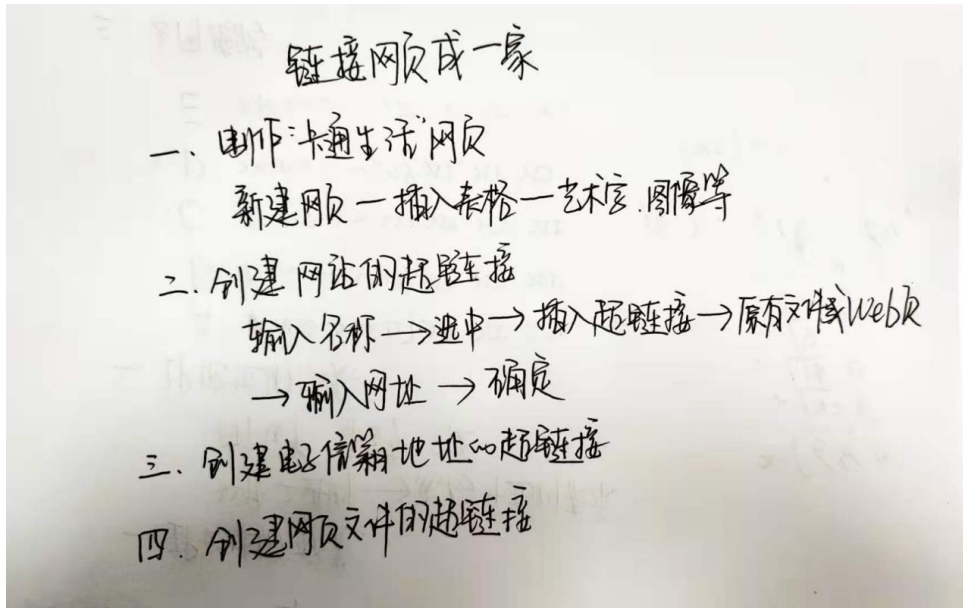 链接网页成一家
一、制作“卡通生活”网页
新建网页一插入表格一艺术字.图像等
二、创建网站的超链接
输入名称→选中→插入超链接→原有文件或Web页
→输入网址→确定
三、创建电子信箱地址的超链接
四、创建网页文件的超链接